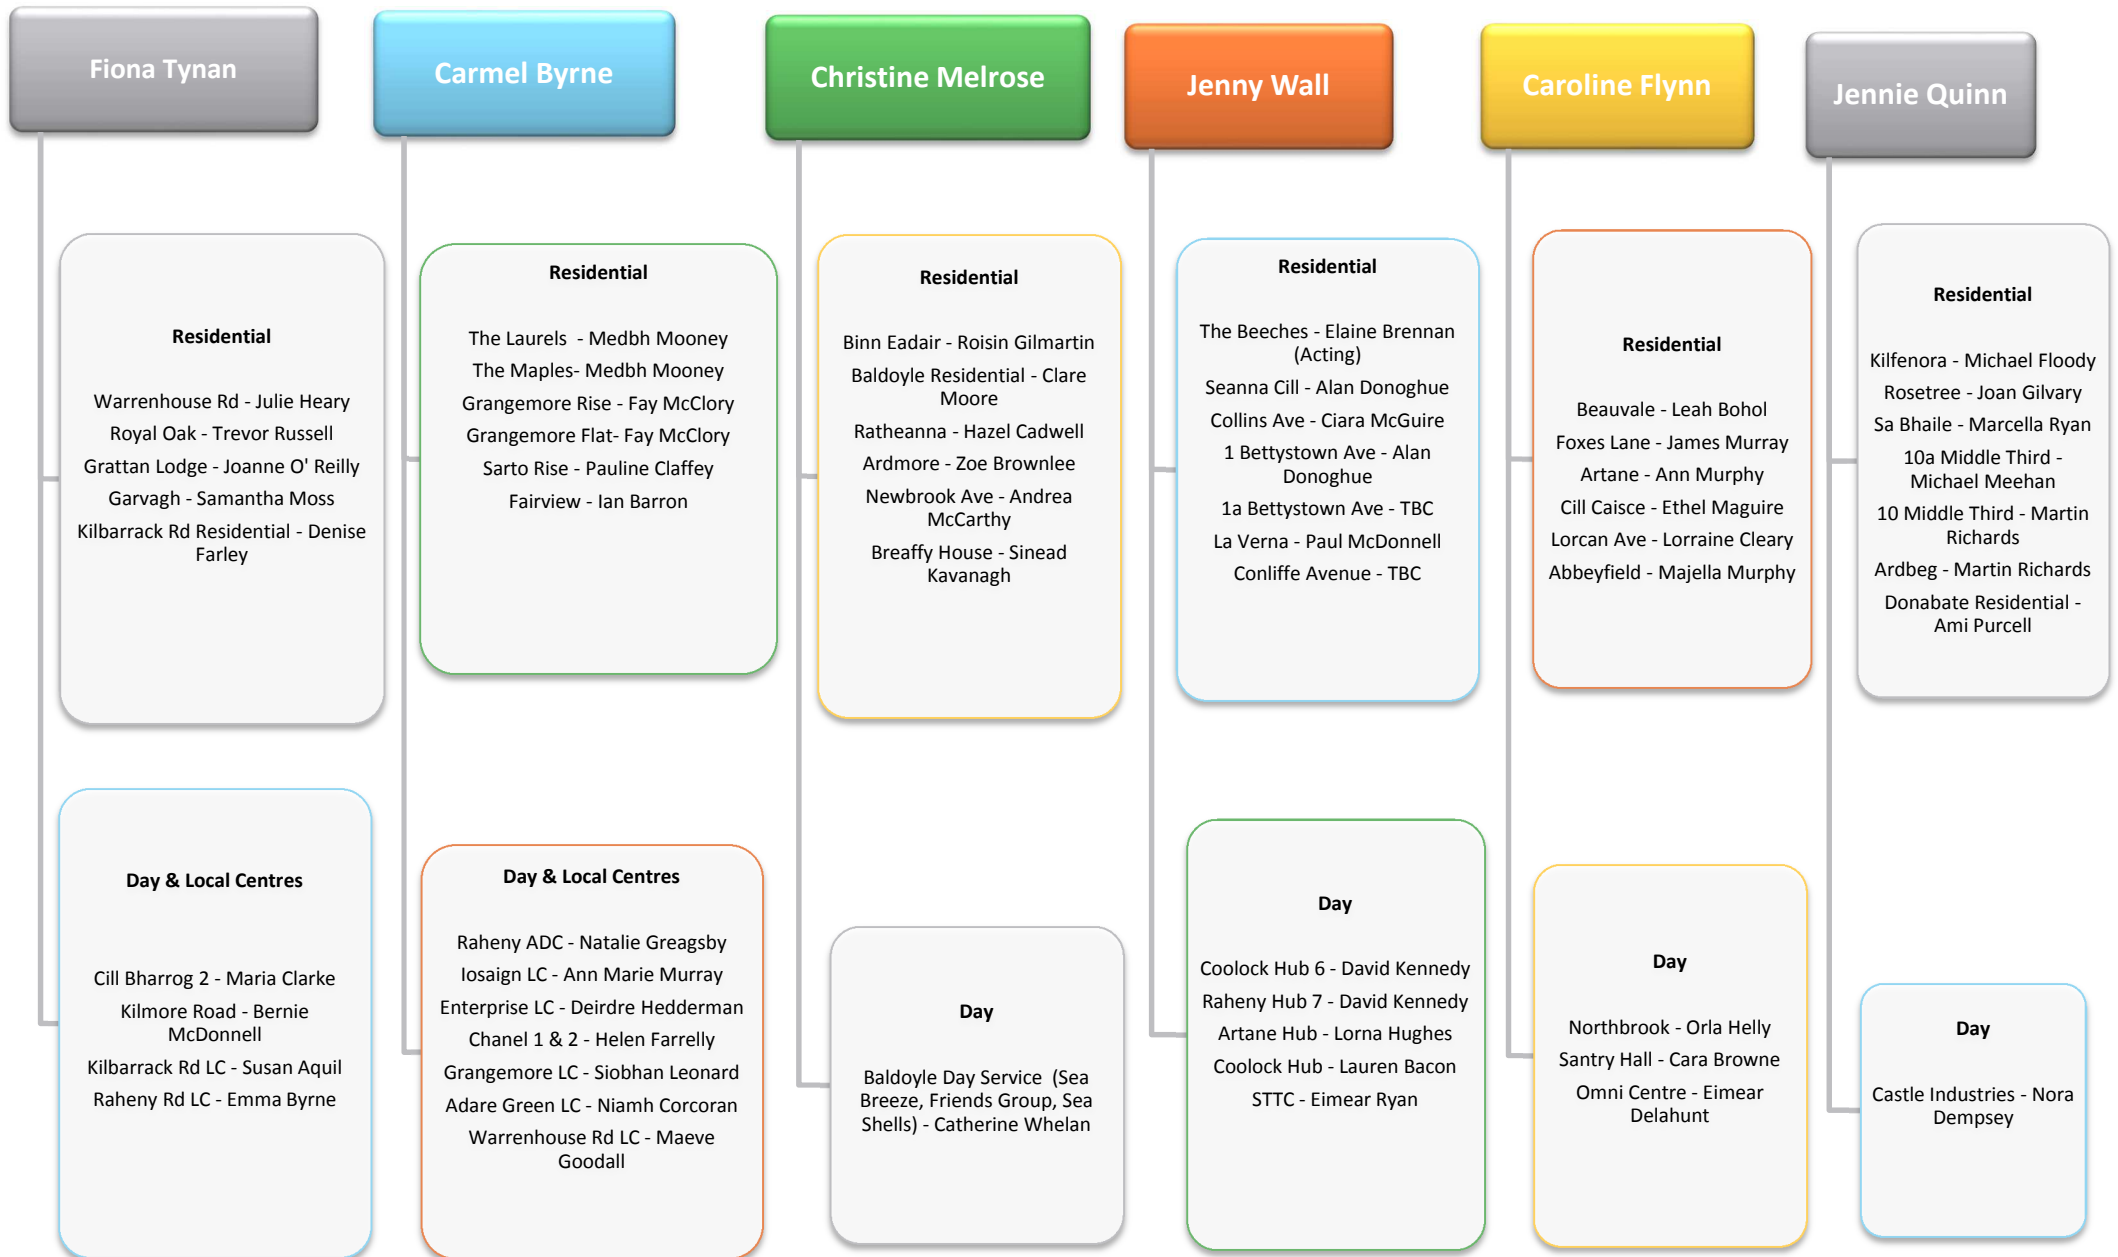 Fiona Tynan
Carmel Byrne
Christine Melrose
Jenny Wall
Caroline Flynn
Jennie Quinn
Residential
Warrenhouse Rd - Julie Heary
Royal Oak - Trevor Russell
Grattan Lodge - Joanne O' Reilly
Garvagh - Samantha Moss
Kilbarrack Rd Residential - Denise
Farley
Residential
The Laurels  - Medbh Mooney
The Maples- Medbh Mooney
Grangemore Rise - Fay McClory
Grangemore Flat- Fay McClory
Sarto Rise - Pauline Claffey
Fairview - Ian Barron
Residential
Binn Eadair - Roisin Gilmartin
Baldoyle Residential - Clare
Moore
Ratheanna - Hazel Cadwell
Ardmore - Zoe Brownlee
Newbrook Ave - Andrea
McCarthy
Breaffy House - Sinead
Kavanagh
Residential
The Beeches - Elaine Brennan
(Acting)
Seanna Cill - Alan Donoghue
Collins Ave - Ciara McGuire
1 Bettystown Ave - Alan
Donoghue
1a Bettystown Ave - TBC
La Verna - Paul McDonnell
Conliffe Avenue - TBC
Residential
Beauvale - Leah Bohol
Foxes Lane - James Murray
Artane - Ann Murphy
Cill Caisce - Ethel Maguire
Lorcan Ave - Lorraine Cleary
Abbeyfield - Majella Murphy
Residential
Kilfenora - Michael Floody
Rosetree - Joan Gilvary
Sa Bhaile - Marcella Ryan
10a Middle Third -
Michael Meehan
10 Middle Third - Martin
Richards
Ardbeg - Martin Richards
Donabate Residential -
Ami Purcell
Day & Local Centres
Cill Bharrog 2 - Maria Clarke
Kilmore Road - Bernie
McDonnell
Kilbarrack Rd LC - Susan Aquil
Raheny Rd LC - Emma Byrne
Day & Local Centres
Raheny ADC - Natalie Greagsby
Iosaign LC - Ann Marie Murray
Enterprise LC - Deirdre Hedderman
Chanel 1 & 2 - Helen Farrelly
Grangemore LC - Siobhan Leonard
Adare Green LC - Niamh Corcoran
Warrenhouse Rd LC - Maeve
Goodall
Day
Baldoyle Day Service  (Sea
Breeze, Friends Group, Sea
Shells) - Catherine Whelan
Day
Coolock Hub 6 - David Kennedy
Raheny Hub 7 - David Kennedy
Artane Hub - Lorna Hughes
Coolock Hub - Lauren Bacon
STTC - Eimear Ryan
Day
Northbrook - Orla Helly
Santry Hall - Cara Browne
Omni Centre - Eimear
Delahunt
Day
Castle Industries - Nora
Dempsey